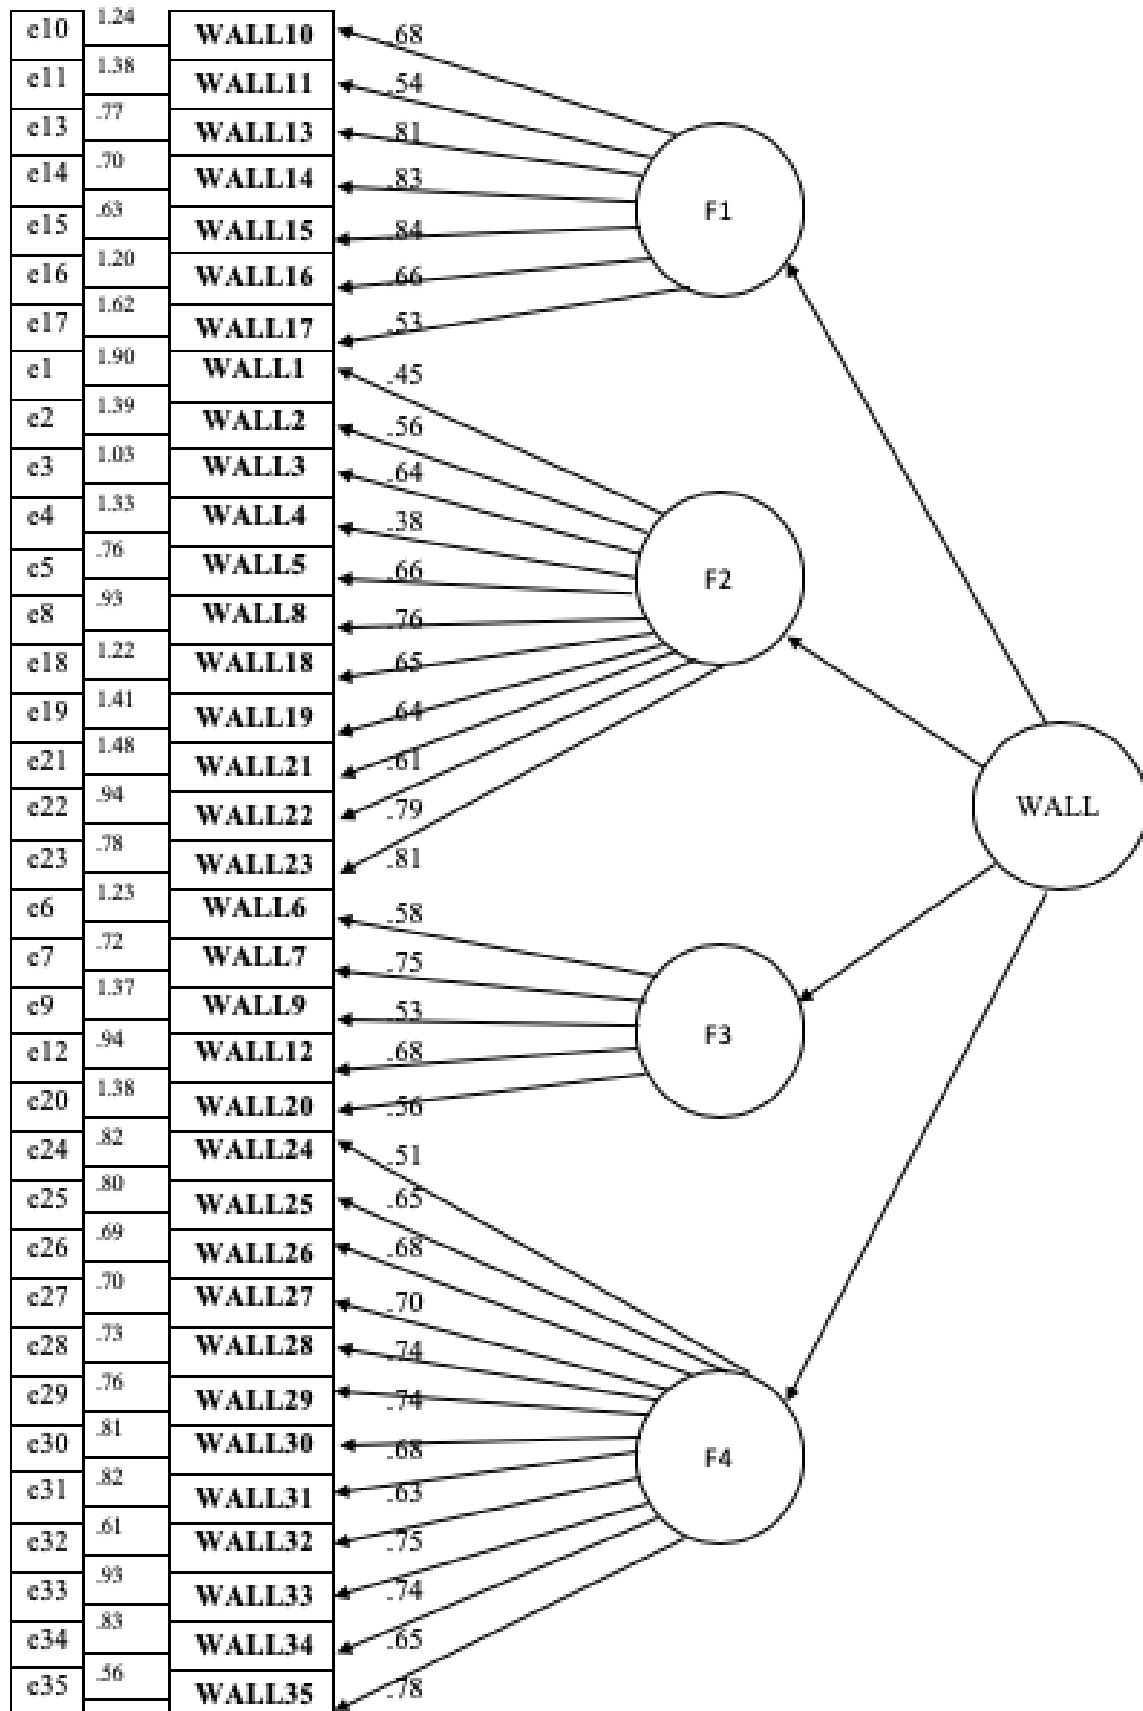 e10 1.24 WALL10 .68
e11 1.38 WALL11 .54
e13 .77 WALL13 .81
e14 .70 WALL14 .83
e15 .63 WALL15 .84
e16 1.20 WALL16 .66
e17 1.62 WALL17 .53
F1
e1 1.90 WALL1 .45
e2 1.39 WALL2 .56
e3 1.03 WALL3 .64
e4 1.33 WALL4 .38
e5 .76 WALL5 .66
e8 .93 WALL8 .76
e18 1.22 WALL18 .65
e19 1.41 WALL19 .64
e21 1.48 WALL21 .61
e22 .94 WALL22 .79
e23 .78 WALL23 .81
F2
WALL
e6 1.23 WALL6 .58
e7 .72 WALL7 .75
e9 1.37 WALL9 .53
e12 .94 WALL12 .68
e20 1.38 WALL20 .56
F3
e24 .82 WALL24 .51
e25 .80 WALL25 .65
e26 .69 WALL26 .68
e27 .70 WALL27 .70
e28 .73 WALL28 .74
e29 .76 WALL29 .74
e30 .81 WALL30 .68
e31 .82 WALL31 .63
e32 .61 WALL32 .75
e33 .93 WALL33 .74
e34 .83 WALL34 .65
e35 .56 WALL35 .78
F4